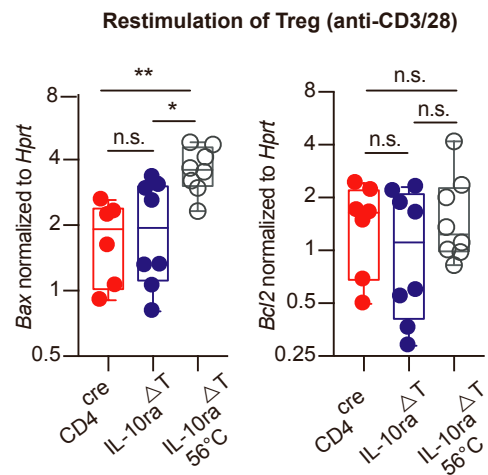 Restimulation of Treg (anti-CD3/28)
Bax normalized to Hprt
8
4
2
1
0.5
**
n.s.
*
CD4 cre
IL-10ra △T
IL-10ra △T
56°C
Bcl2 normalized to Hprt
8
4
2
1
0.5
0.25
n.s.
n.s.
n.s.
CD4 cre
IL-10ra △T
IL-10ra △T
56°C